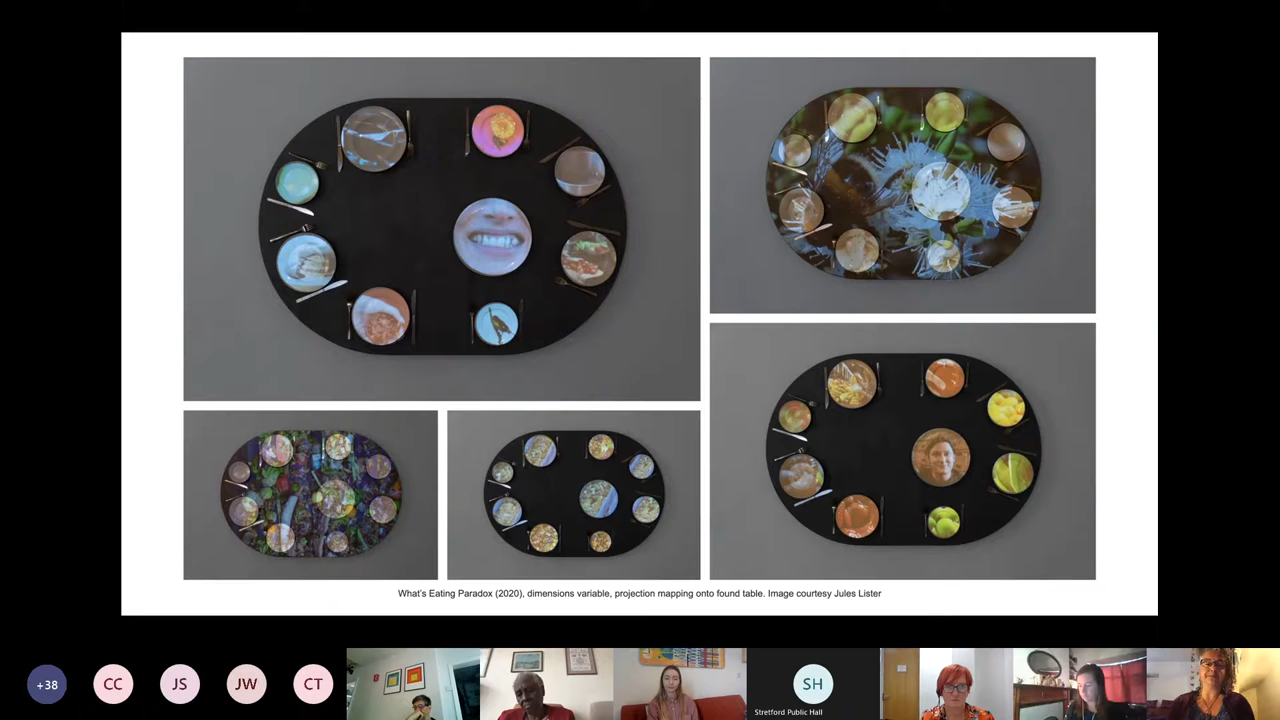 What's Eating Paradox (2020), dimensions variable, projection mapping onto found table. Image courtesy Jules Lister
+38
CC
JS
JW
CT
SH
Stretford Public Hall